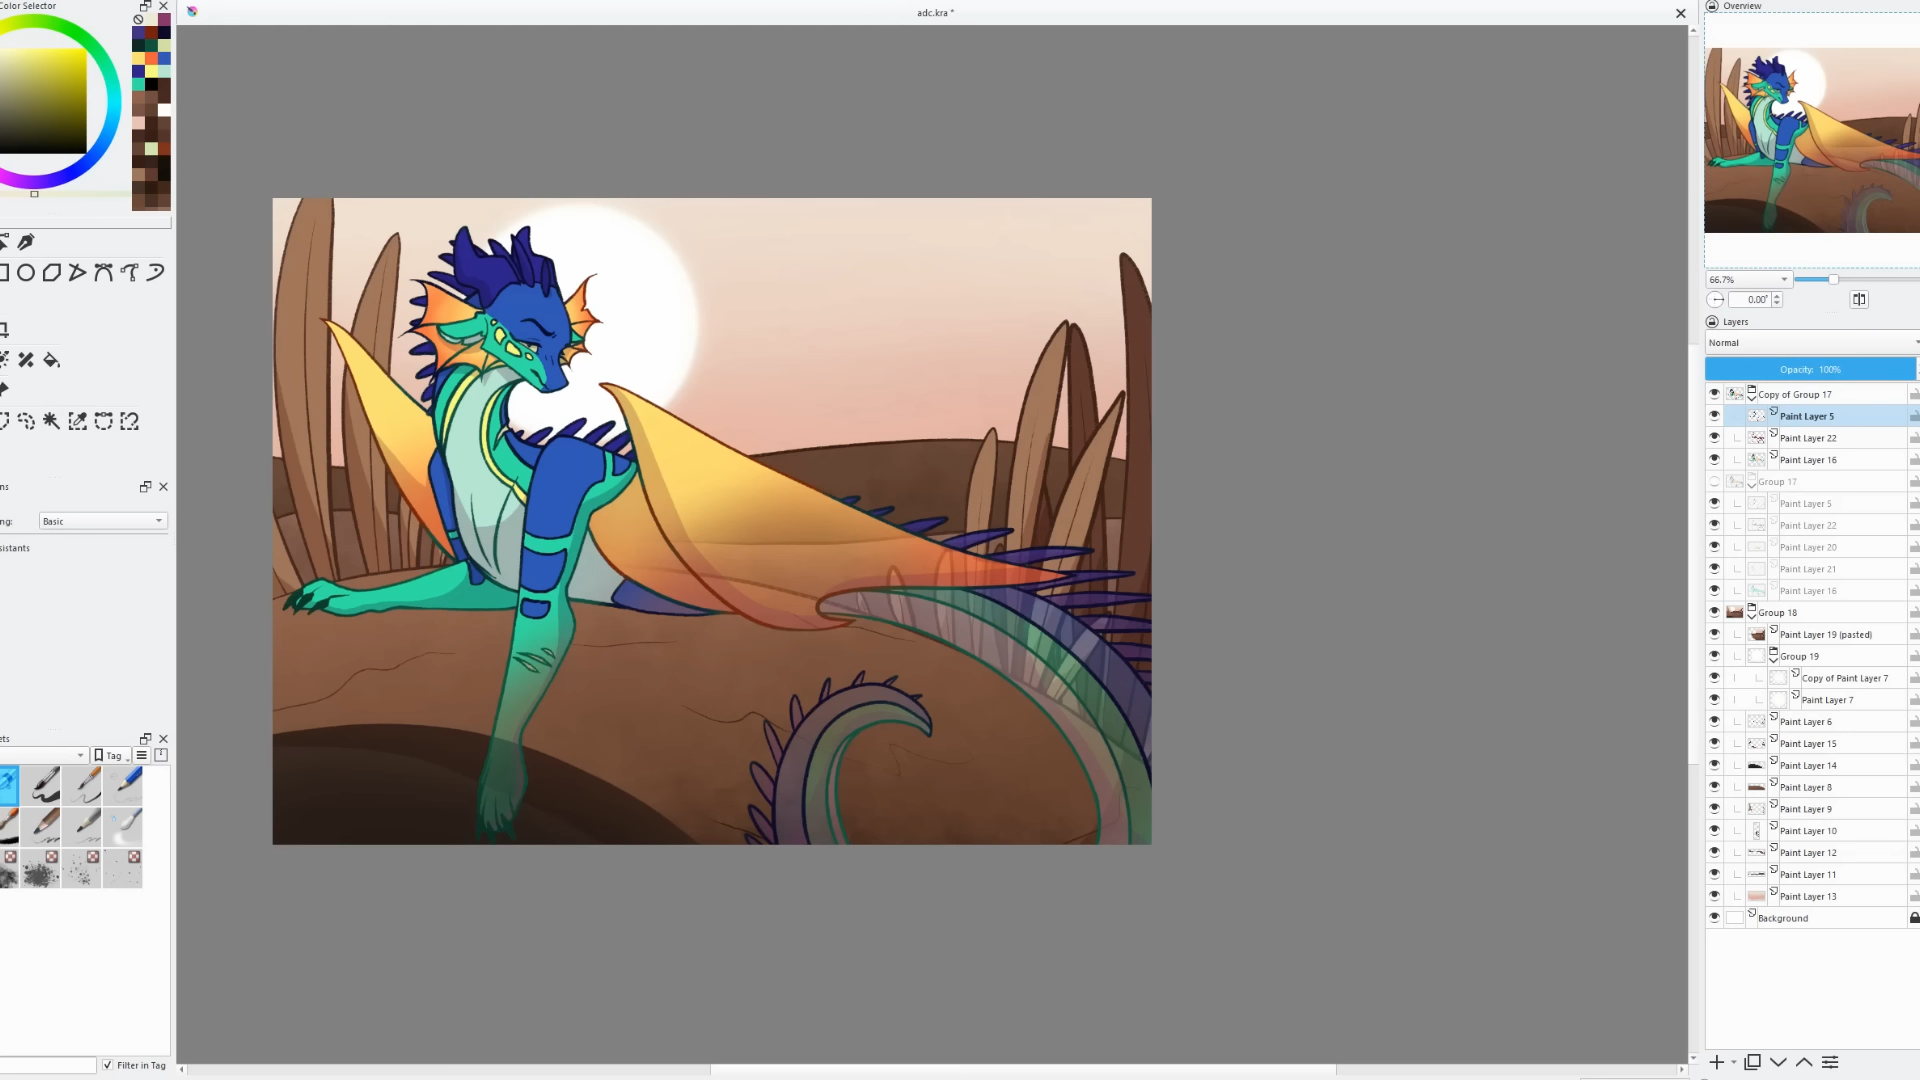 Color Selector
adc.kra *
Overview
66.7%
0.00°
Layers
Normal
Opacity: 100%
Copy of Group 17
Paint Layer 5
Paint Layer 22
Paint Layer 16
Group 17
Paint Layer 5
Paint Layer 22
Paint Layer 20
Paint Layer 21
Paint Layer 16
Group 18
Paint Layer 19 (pasted)
Group 19
Copy of Paint Layer 7
Paint Layer 7
Paint Layer 6
Paint Layer 15
Paint Layer 14
Paint Layer 8
Paint Layer 9
Paint Layer 10
Paint Layer 12
Paint Layer 11
Paint Layer 13
Background
ns
ng: Basic
sistants
ets
Tag
Filter in Tag